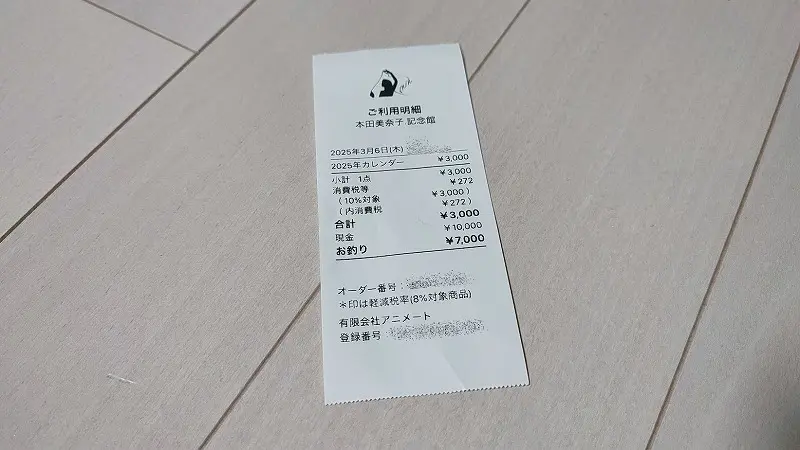 ご利用明細
本田美奈子 記念館
2025年3月6日(木)
2025年カレンダー ¥3,000
小計 1点 ¥3,000
消費税等 ¥272
(10%対象 ¥3,000)
(内消費税 ¥272)
合計 ¥3,000
現金 ¥10,000
お釣り ¥7,000
オーダー番号:
*印は軽減税率(8%対象商品)
有限会社アニメート
登録番号